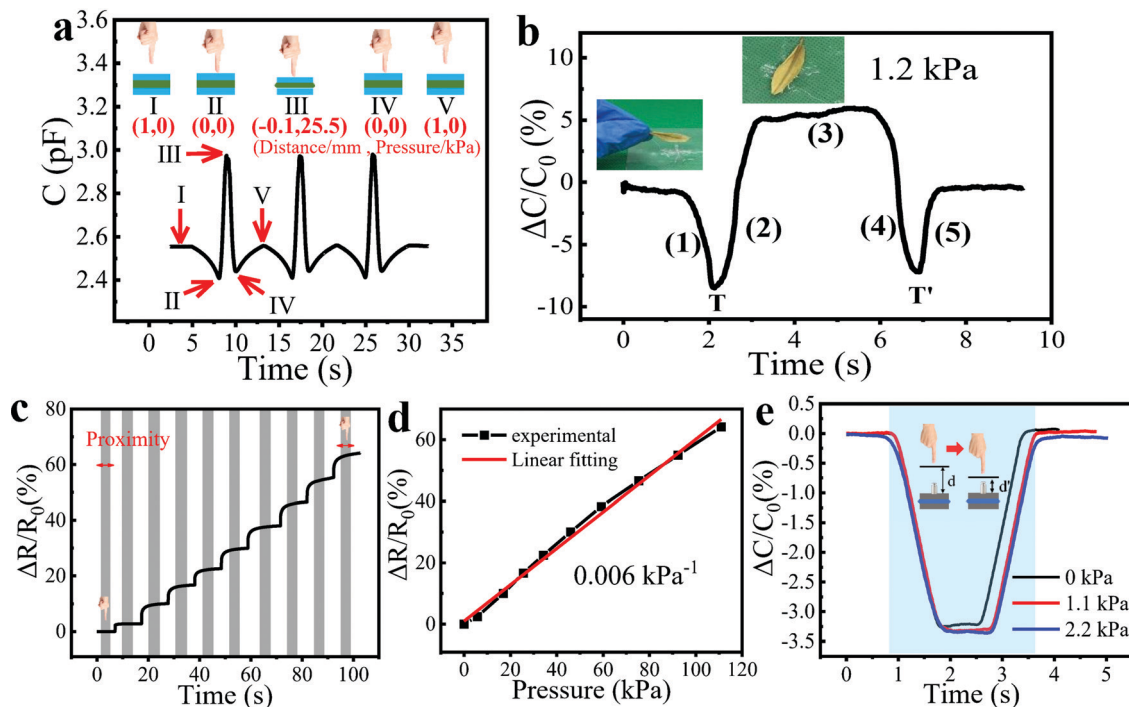 a
C (pF)
3.6
3.4
3.2
3.0
2.8
2.6
2.4
2.2
I II III IV V
(1,0) (0,0) (-0.1,25.5) (0,0) (1,0)
(Distance/mm , Pressure/kPa)
III
I
V
II
IV
0 5 10 15 20 25 30 35
Time (s)
b
ΔC/C₀ (%)
10
5
0
-5
-10
1.2 kPa
(1)
(2)
(3)
(4)
(5)
T
T'
0 2 4 6 8 10
Time (s)
c
ΔR/R₀(%)
80
60
40
20
0
Proximity
0 20 40 60 80 100
Time (s)
d
ΔR/R₀(%)
60
40
20
0
experimental
Linear fitting
0.006 kPa⁻¹
0 20 40 60 80 100 120
Pressure (kPa)
e
ΔC/C₀(%)
0.5
0.0
-0.5
-1.0
-1.5
-2.0
-2.5
-3.0
-3.5
d
d'
0 kPa
1.1 kPa
2.2 kPa
0 1 2 3 4 5
Time (s)